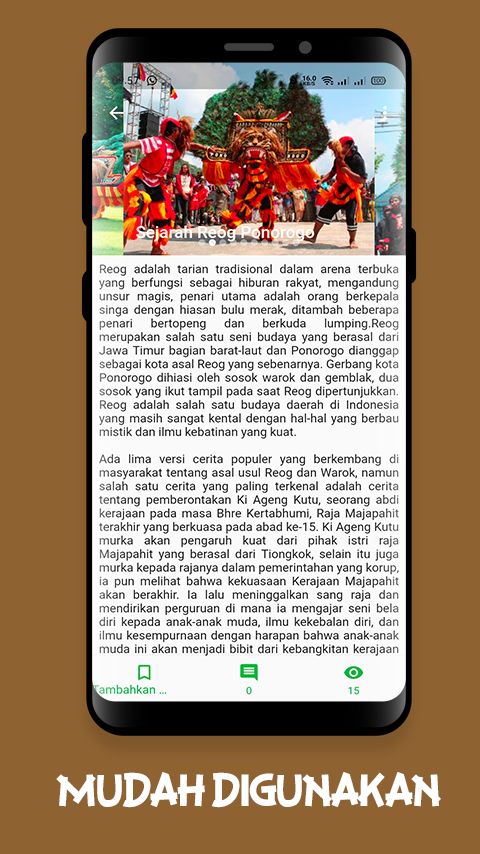 16.0
KB/S
100
Sejarah Reog Ponorogo
Reog adalah tarian tradisional dalam arena terbuka
yang berfungsi sebagai hiburan rakyat, mengandung
unsur magis, penari utama adalah orang berkepala
singa dengan hiasan bulu merak, ditambah beberapa
penari bertopeng dan berkuda lumping.Reog
merupakan salah satu seni budaya yang berasal dari
Jawa Timur bagian barat-laut dan Ponorogo dianggap
sebagai kota asal Reog yang sebenarnya. Gerbang kota
Ponorogo dihiasi oleh sosok warok dan gemblak, dua
sosok yang ikut tampil pada saat Reog dipertunjukkan.
Reog adalah salah satu budaya daerah di Indonesia
yang masih sangat kental dengan hal-hal yang berbau
mistik dan ilmu kebatinan yang kuat.
Ada lima versi cerita populer yang berkembang di
masyarakat tentang asal usul Reog dan Warok, namun
salah satu cerita yang paling terkenal adalah cerita
tentang pemberontakan Ki Ageng Kutu, seorang abdi
kerajaan pada masa Bhre Kertabhumi, Raja Majapahit
terakhir yang berkuasa pada abad ke-15. Ki Ageng Kutu
murka akan pengaruh kuat dari pihak istri raja
Majapahit yang berasal dari Tiongkok, selain itu juga
murka kepada rajanya dalam pemerintahan yang korup,
ia pun melihat bahwa kekuasaan Kerajaan Majapahit
akan berakhir. Ia lalu meninggalkan sang raja dan
mendirikan perguruan di mana ia mengajar seni bela
diri kepada anak-anak muda, ilmu kekebalan diri, dan
ilmu kesempurnaan dengan harapan bahwa anak-anak
muda ini akan menjadi bibit dari kebangkitan kerajaan
Tambahkan ...
0
15
MUDAH DIGUNAKAN